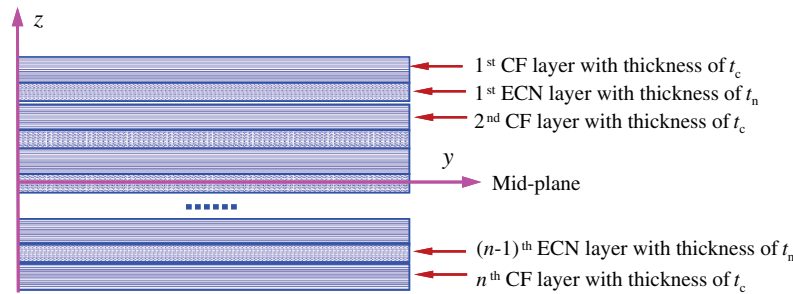 z
1st CF layer with thickness of tc
1st ECN layer with thickness of tn
2nd CF layer with thickness of tc
y
Mid-plane
(n-1)th ECN layer with thickness of tn
nth CF layer with thickness of tc